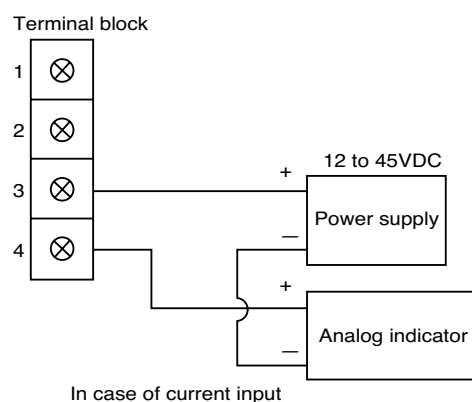 Terminal block
1
2
3
4
12 to 45VDC
+
Power supply
—
+
Analog indicator
—
In case of current input